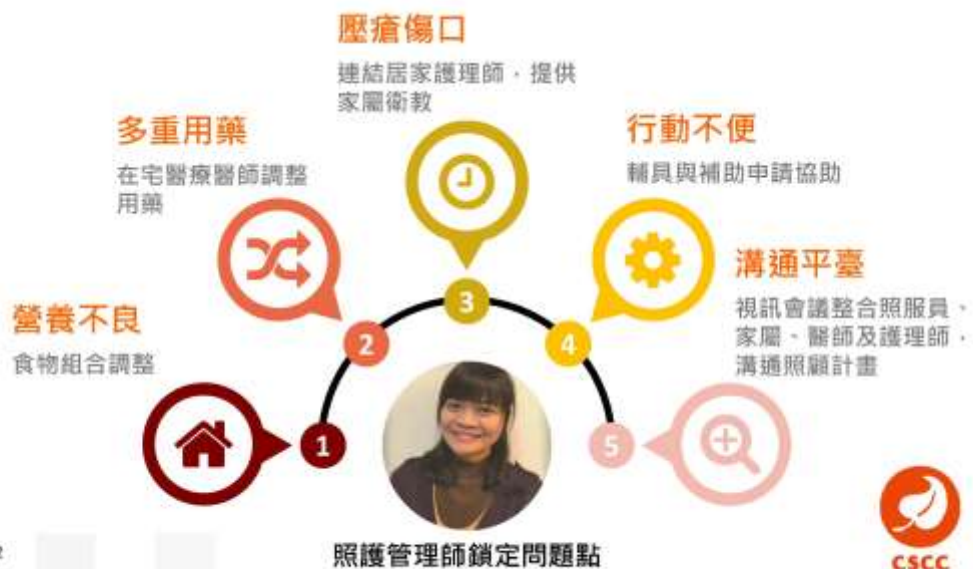 壓瘡傷口
連結居家護理師，提供
家屬衛教
多重用藥
在宅醫療醫師調整
用藥
行動不便
輔具與補助申請協助
溝通平臺
視訊會議整合照服員、
家屬、醫師及護理師，
溝通照顧計畫
營養不良
食物組合調整
1
2
3
4
5
照護管理師鎖定問題點
CSCC